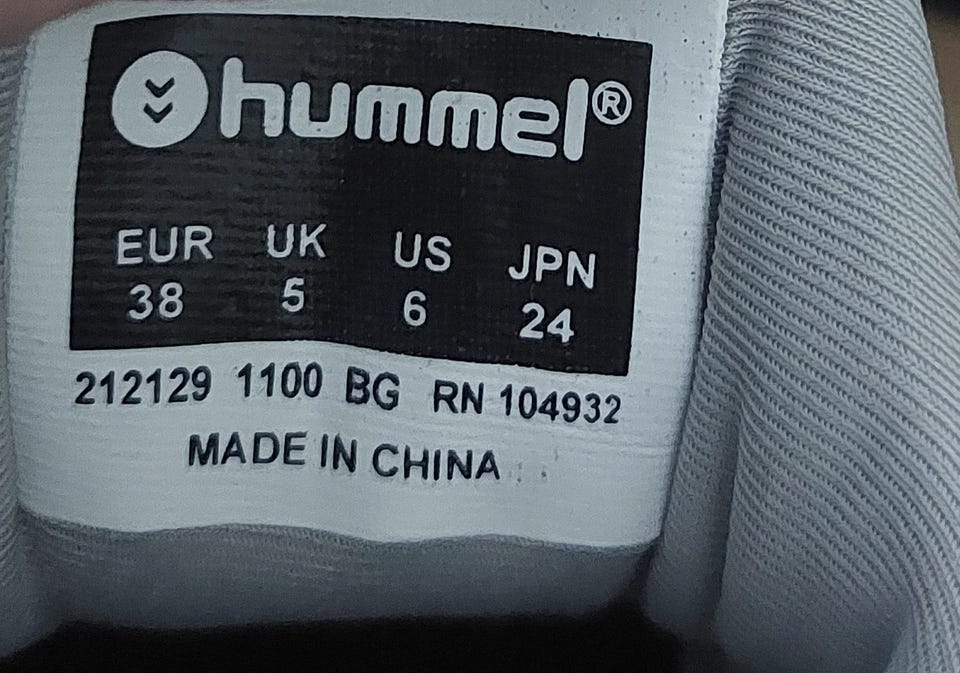 hummel®
EUR UK US JPN
38 5 6 24
212129 1100 BG RN 104932
MADE IN CHINA